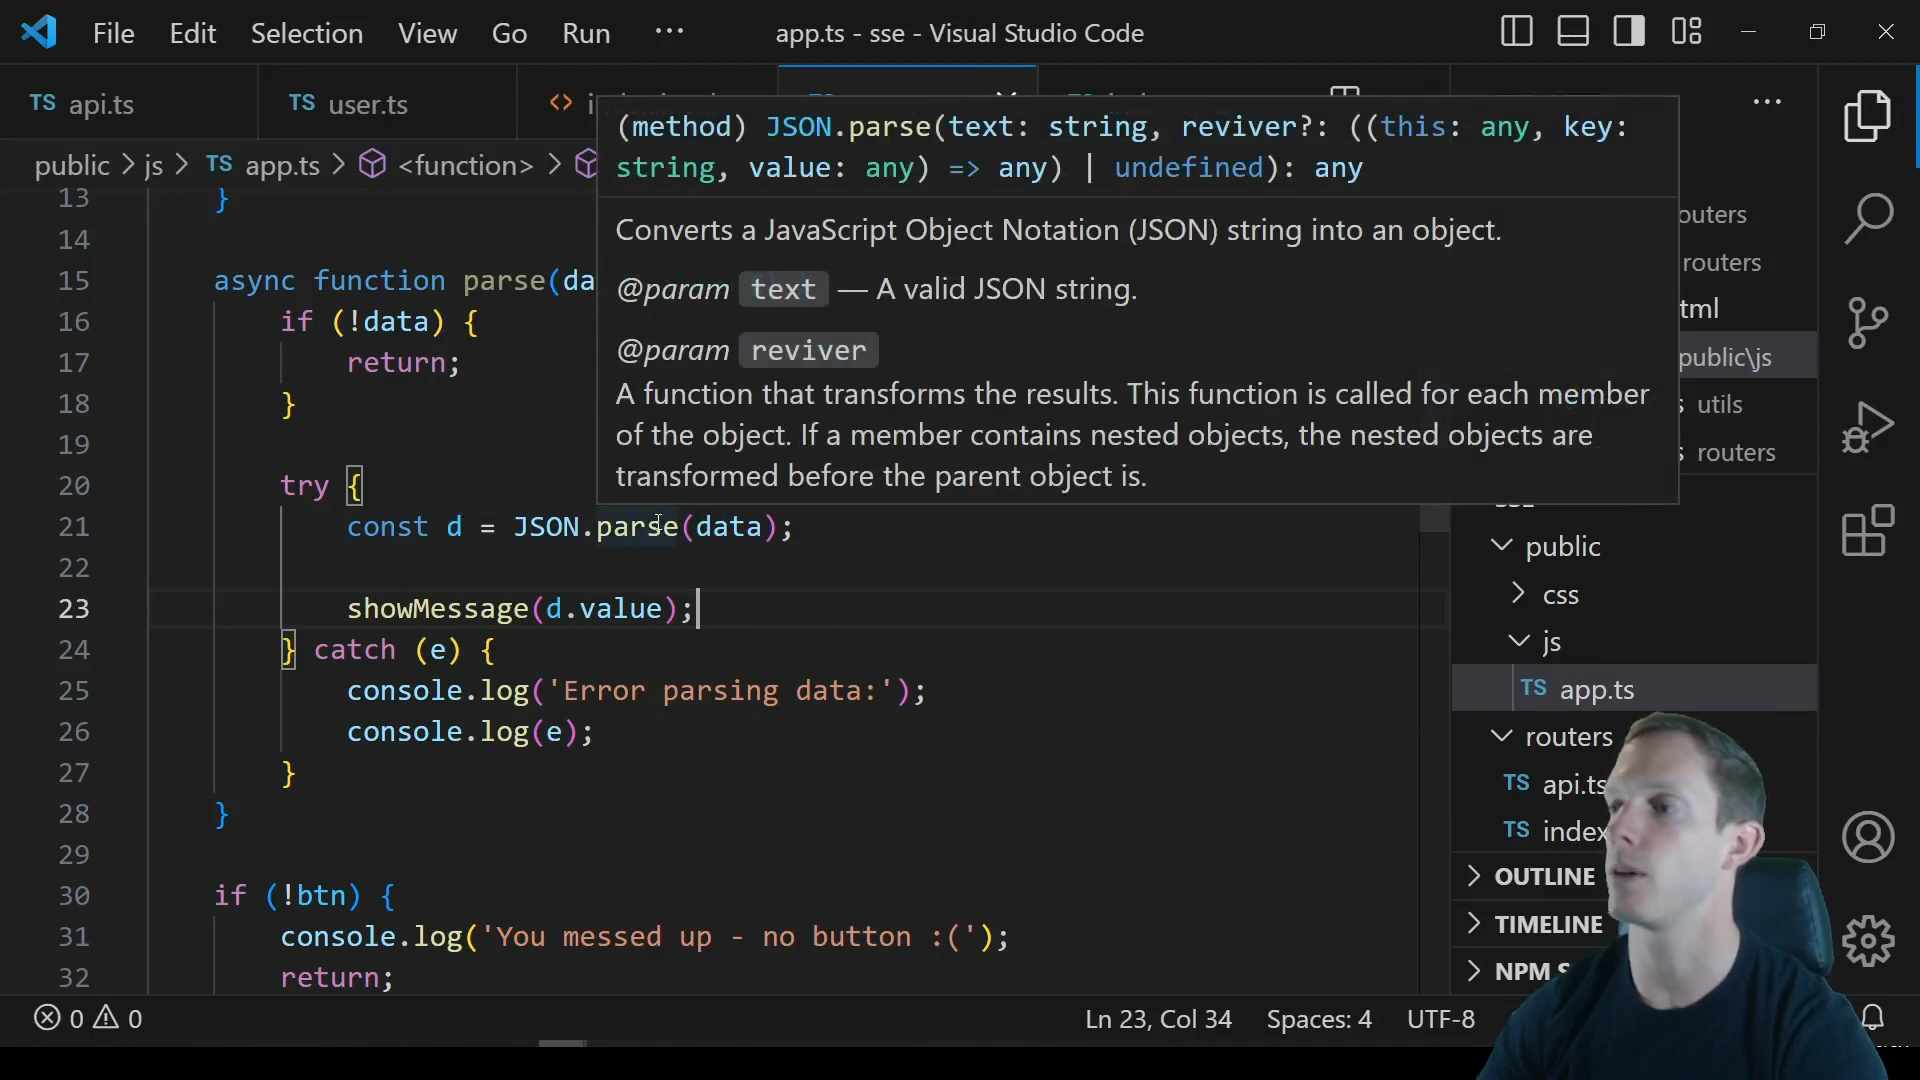 File Edit Selection View Go Run ... app.ts - sse - Visual Studio Code
TS api.ts TS user.ts <>
(method) JSON.parse(text: string, reviver?: ((this: any, key:
string, value: any) => any) | undefined): any
public > js > TS app.ts > <function> >
Converts a JavaScript Object Notation (JSON) string into an object.
@param text — A valid JSON string.
@param reviver
A function that transforms the results. This function is called for each member
of the object. If a member contains nested objects, the nested objects are
transformed before the parent object is.
13 }
14
15 async function parse(da
16 if (!data) {
17 return;
18 }
19
20 try {
21 const d = JSON.parse(data);
22
23 showMessage(d.value);
24 } catch (e) {
25 console.log('Error parsing data:');
26 console.log(e);
27 }
28 }
29
30 if (!btn) {
31 console.log('You messed up - no button :(');
32 return;
outers
routers
tml
public\js
utils
routers
public
css
js
TS app.ts
routers
TS api.ts
TS index
OUTLINE
TIMELINE
NPM S
0 0 Ln 23, Col 34 Spaces: 4 UTF-8